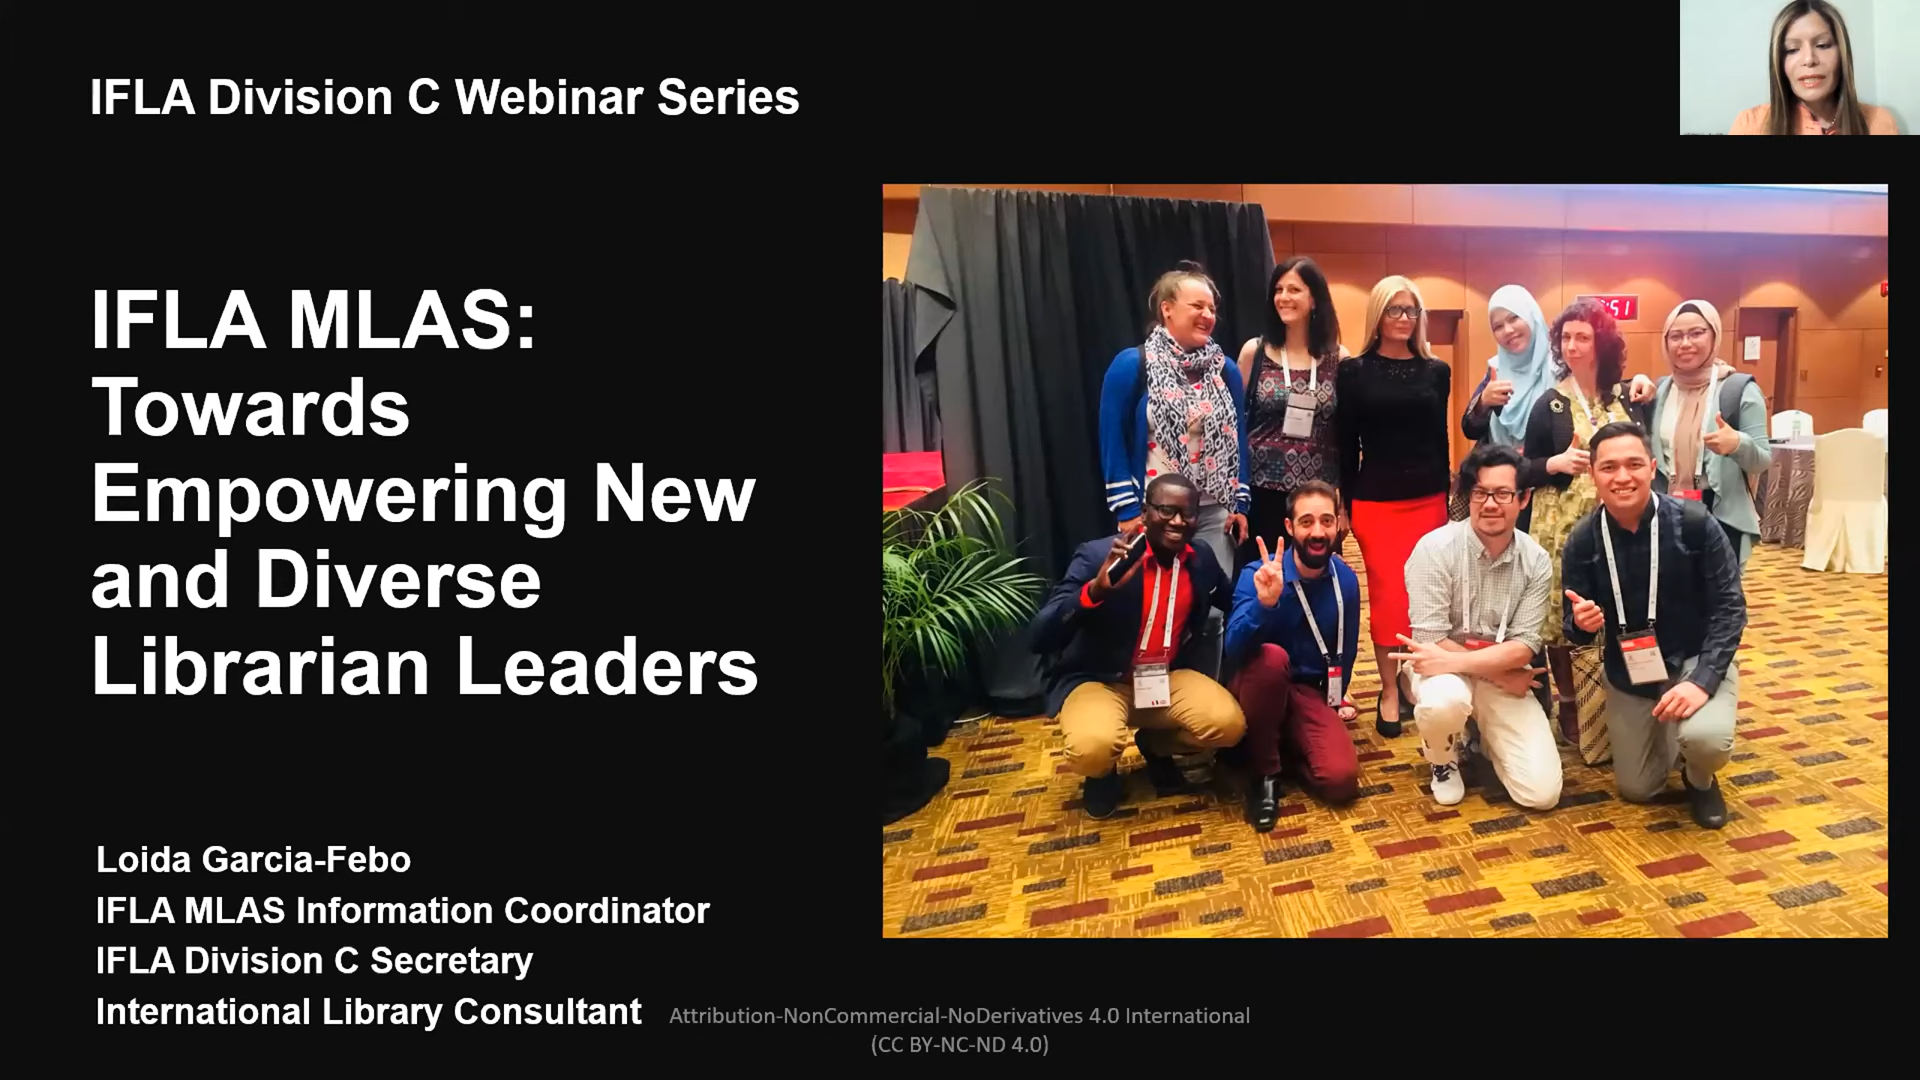 IFLA Division C Webinar Series
IFLA MLAS:
Towards
Empowering New
and Diverse
Librarian Leaders
:51
Loida Garcia-Febo
IFLA MLAS Information Coordinator
IFLA Division C Secretary
International Library Consultant
Attribution-NonCommercial-NoDerivatives 4.0 International
(CC BY-NC-ND 4.0)